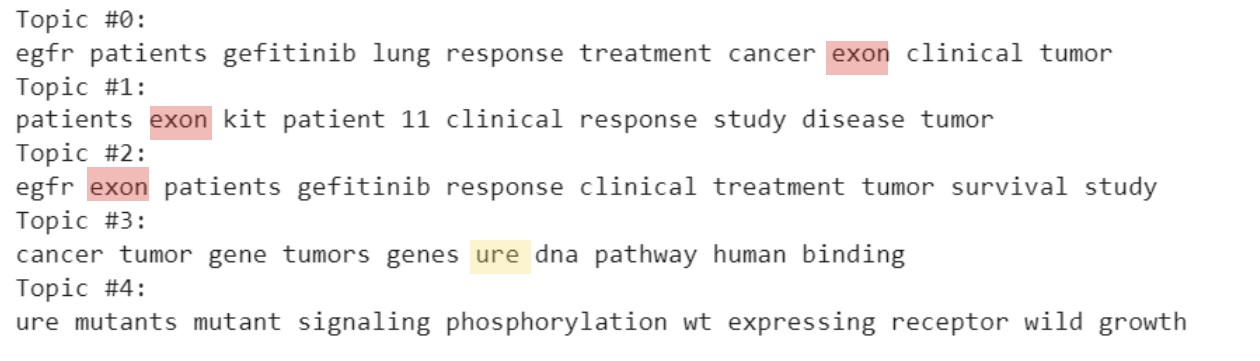 Topic #0:
egfr patients gefitinib lung response treatment cancer exon clinical tumor
Topic #1:
patients exon kit patient 11 clinical response study disease tumor
Topic #2:
egfr exon patients gefitinib response clinical treatment tumor survival study
Topic #3:
cancer tumor gene tumors genes ure dna pathway human binding
Topic #4:
ure mutants mutant signaling phosphorylation wt expressing receptor wild growth